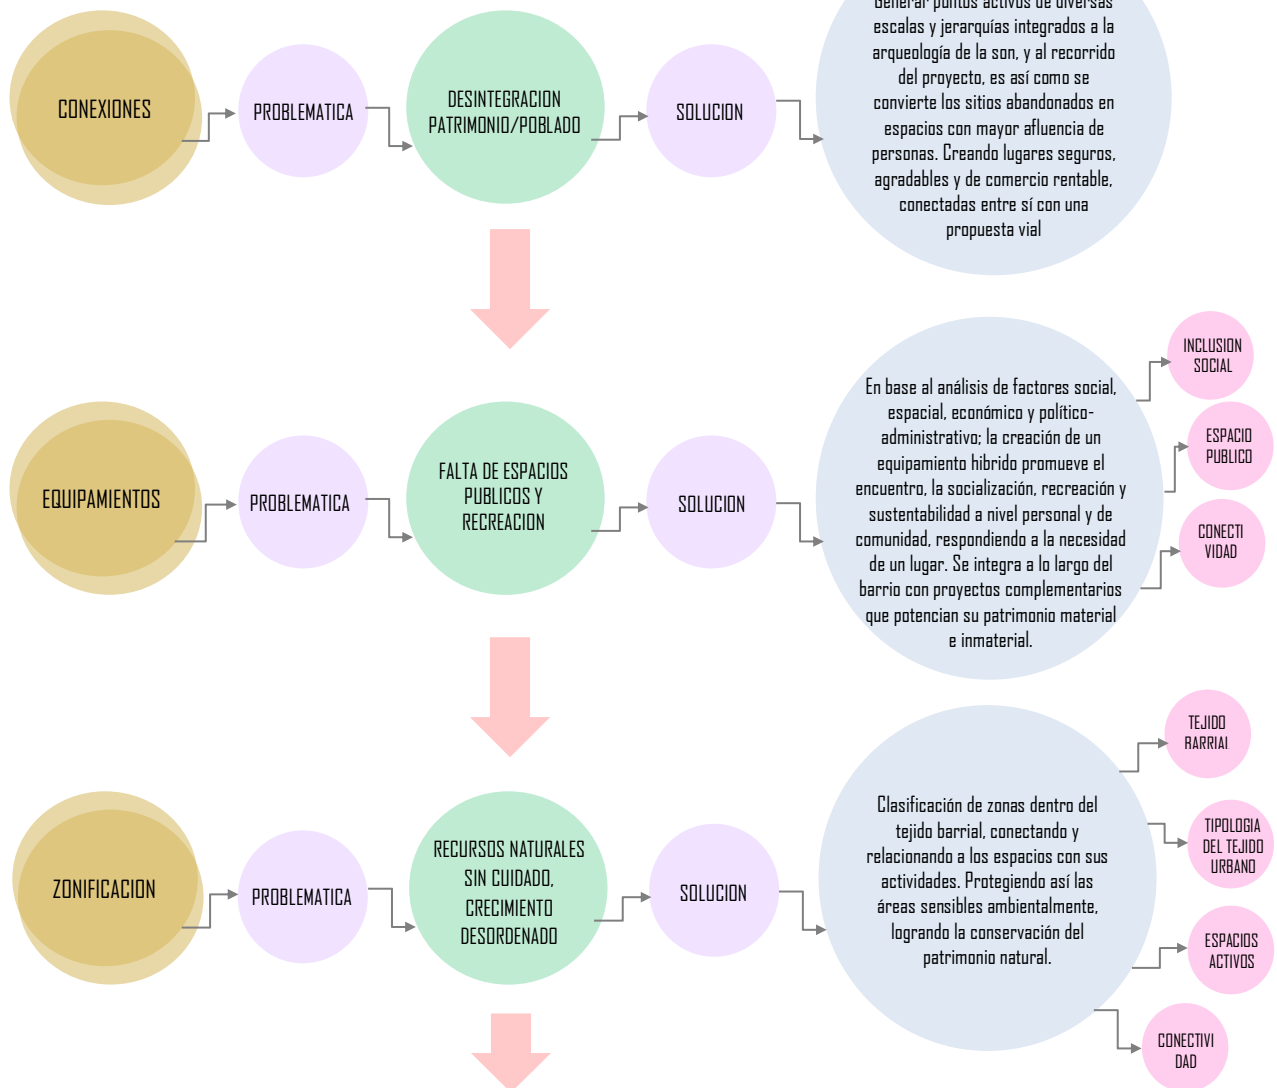 CONEXIONES
PROBLEMATICA
DESINTEGRACION
PATRIMONIO/POBLADO
SOLUCION
Generar puntos activos de diversas
escalas y jerarquías integrados a la
arqueología de la son, y al recorrido
del proyecto, es así como se
convierte los sitios abandonados en
espacios con mayor afluencia de
personas. Creando lugares seguros,
agradables y de comercio rentable,
conectadas entre sí con una
propuesta vial
EQUIPAMIENTOS
PROBLEMATICA
FALTA DE ESPACIOS
PUBLICOS Y
RECREACION
SOLUCION
En base al análisis de factores social,
espacial, económico y político-
administrativo; la creación de un
equipamiento hibrido promueve el
encuentro, la socialización, recreación y
sustentabilidad a nivel personal y de
comunidad, respondiendo a la necesidad
de un lugar. Se integra a lo largo del
barrio con proyectos complementarios
que potencian su patrimonio material
e inmaterial.
INCLUSION
SOCIAL
ESPACIO
PUBLICO
CONECTI
VIDAD
ZONIFICACION
PROBLEMATICA
RECURSOS NATURALES
SIN CUIDADO,
CRECIMIENTO
DESORDENADO
SOLUCION
Clasificación de zonas dentro del
tejido barrial, conectando y
relacionando a los espacios con sus
actividades. Protegiendo así las
áreas sensibles ambientalmente,
logrando la conservación del
patrimonio natural.
TEJIDO
BARRIAL
TIPOLOGIA
DEL TEJIDO
URBANO
ESPACIOS
ACTIVOS
CONECTIVI
DAD